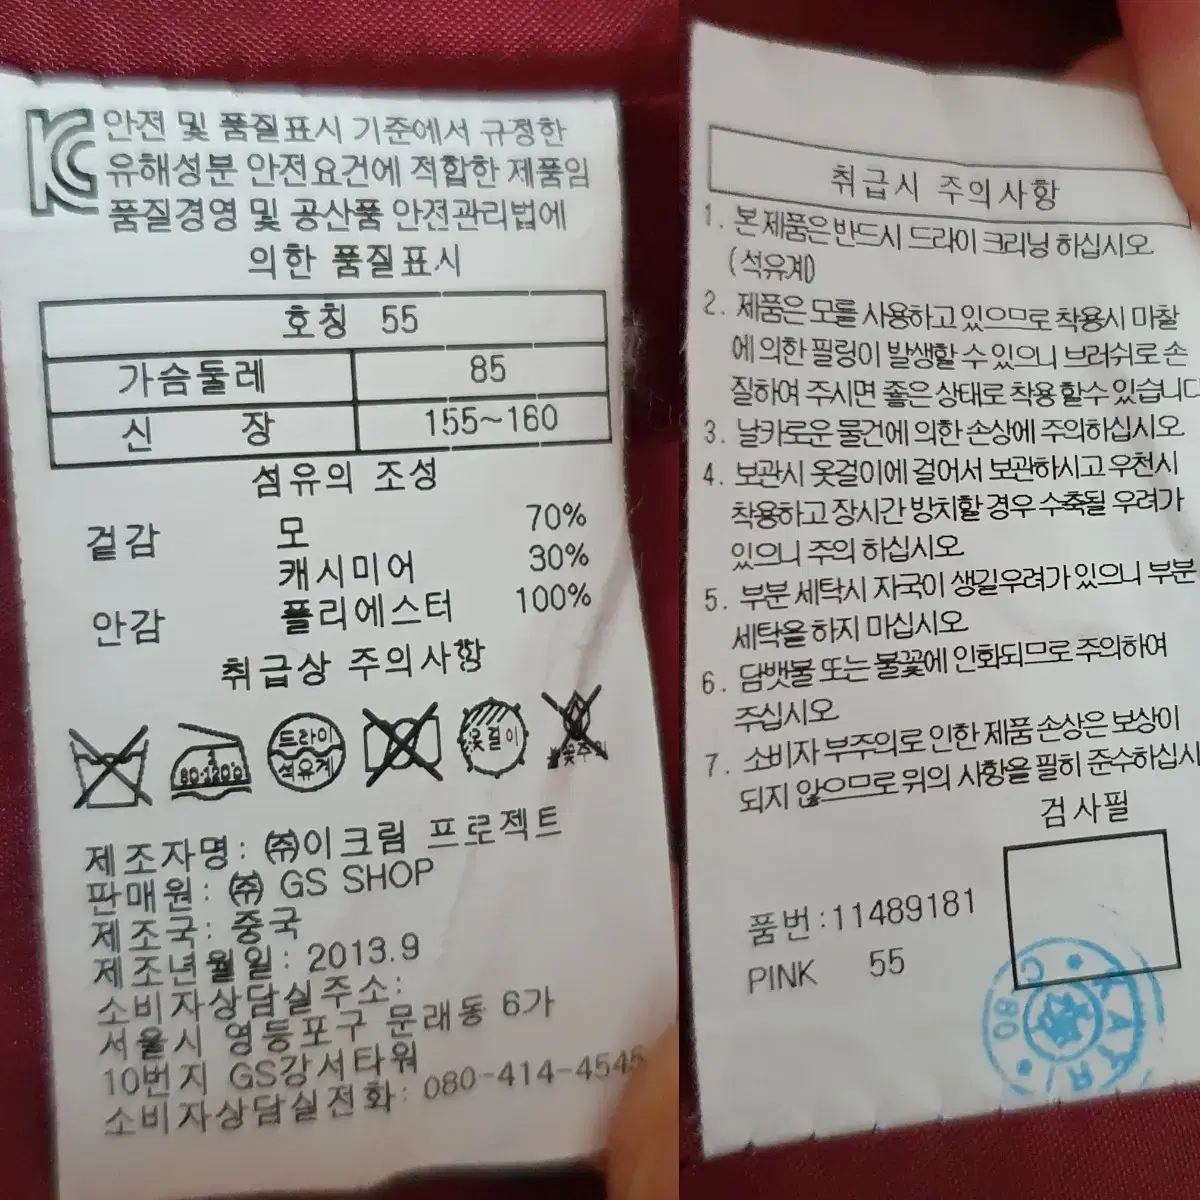 KC 안전 및 품질표시 기준에서 규정한
유해성분 안전요건에 적합한 제품임
품질경영 및 공산품 안전관리법에
의한 품질표시
호칭 55
가슴둘레 85
신 장 155~160
섬유의 조성
겉감 모 70%
캐시미어 30%
안감 폴리에스터 100%
취급상 주의사항
80-120℃
드라이
석유계
옷걸이
제조자명: ㈜이크림 프로젝트
판매원: ㈜ GS SHOP
제조국: 중국
제조년월일: 2013.9
소비자상담실주소:
서울시 영등포구 문래동 6가
10번지 GS강서타워
소비자상담실전화: 080-414-4545
취급시 주의사항
1. 본제품은반드시 드라이 크리닝 하십시오
(석유계)
2. 제품은모를 사용하고 있으므로 착용시 마찰
에의한 필링이 발생할 수 있으니 브러쉬로 손
질하여 주시면 좋은 상태로 착용 할수 있습니다
3. 날카로운 물건에 의한 손상에 주의하십시오
4. 보관시 옷걸이에 걸어서 보관하시고 우천시
착용하고 장시간 방치할 경우 수축될 우려가
있으니 주의 하십시오
5. 부분 세탁시 자국이 생길우려가 있으니 부분
세탁을 하지 마십시오
6. 담뱃불 또는 불꽃에 인화되므로 주의하여
주십시오
7. 소비자 부주의로 인한 제품 손상은 보상이
되지 않으므로 위의 사항을 필히 준수하십시
검사필
품번:11489181
PINK 55